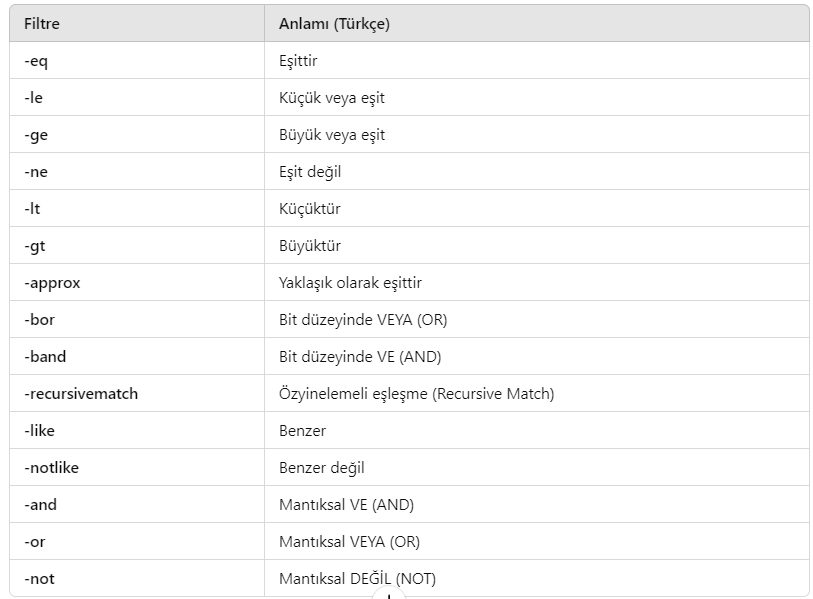 Filtre Anlamı (Türkçe)
-eq Eşittir
-le Küçük veya eşit
-ge Büyük veya eşit
-ne Eşit değil
-lt Küçüktür
-gt Büyüktür
-approx Yaklaşık olarak eşittir
-bor Bit düzeyinde VEYA (OR)
-band Bit düzeyinde VE (AND)
-recursivematch Özyinelemeli eşleşme (Recursive Match)
-like Benzer
-notlike Benzer değil
-and Mantıksal VE (AND)
-or Mantıksal VEYA (OR)
-not Mantıksal DEĞİL (NOT)